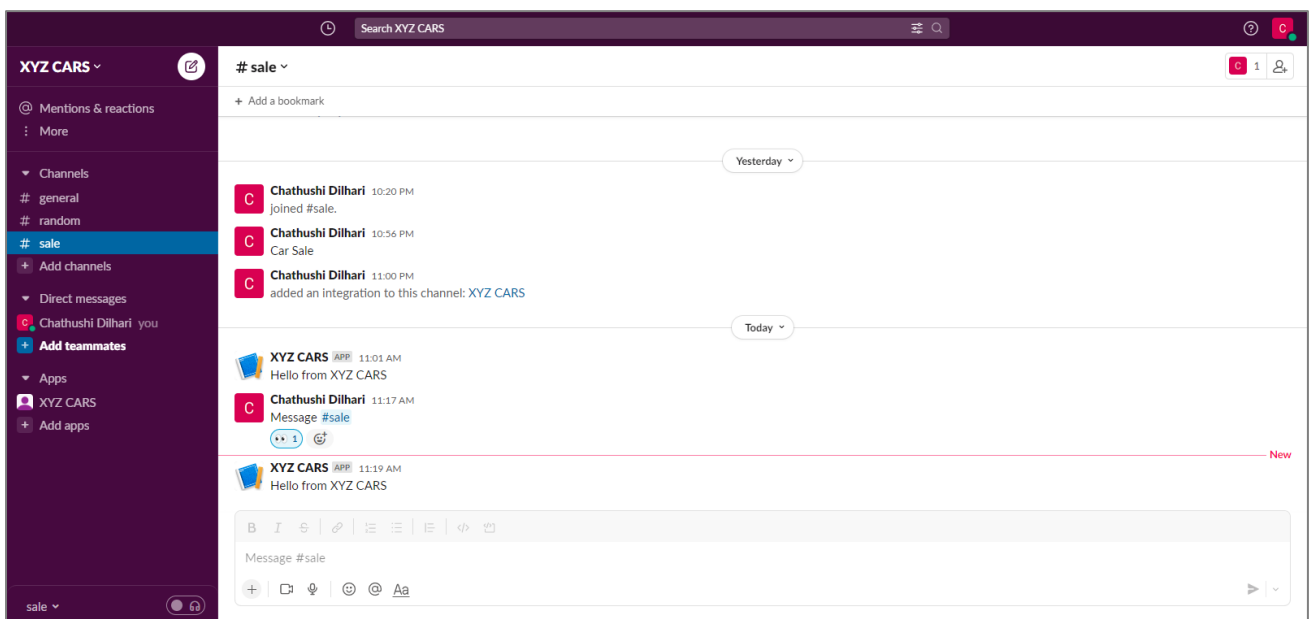 Search XYZ CARS
C
XYZ CARS
# sale
C 1
@ Mentions & reactions
More
+ Add a bookmark
Channels
# general
# random
# sale
+ Add channels
Direct messages
C Chathushi Dilhari you
+ Add teammates
Apps
XYZ CARS
+ Add apps
sale
Yesterday
C Chathushi Dilhari 10:20 PM
joined #sale.
C Chathushi Dilhari 10:56 PM
Car Sale
C Chathushi Dilhari 11:00 PM
added an integration to this channel: XYZ CARS
Today
XYZ CARS APP 11:01 AM
Hello from XYZ CARS
C Chathushi Dilhari 11:17 AM
Message #sale
1
New
XYZ CARS APP 11:19 AM
Hello from XYZ CARS
B I S
Message #sale
+ @ Aa